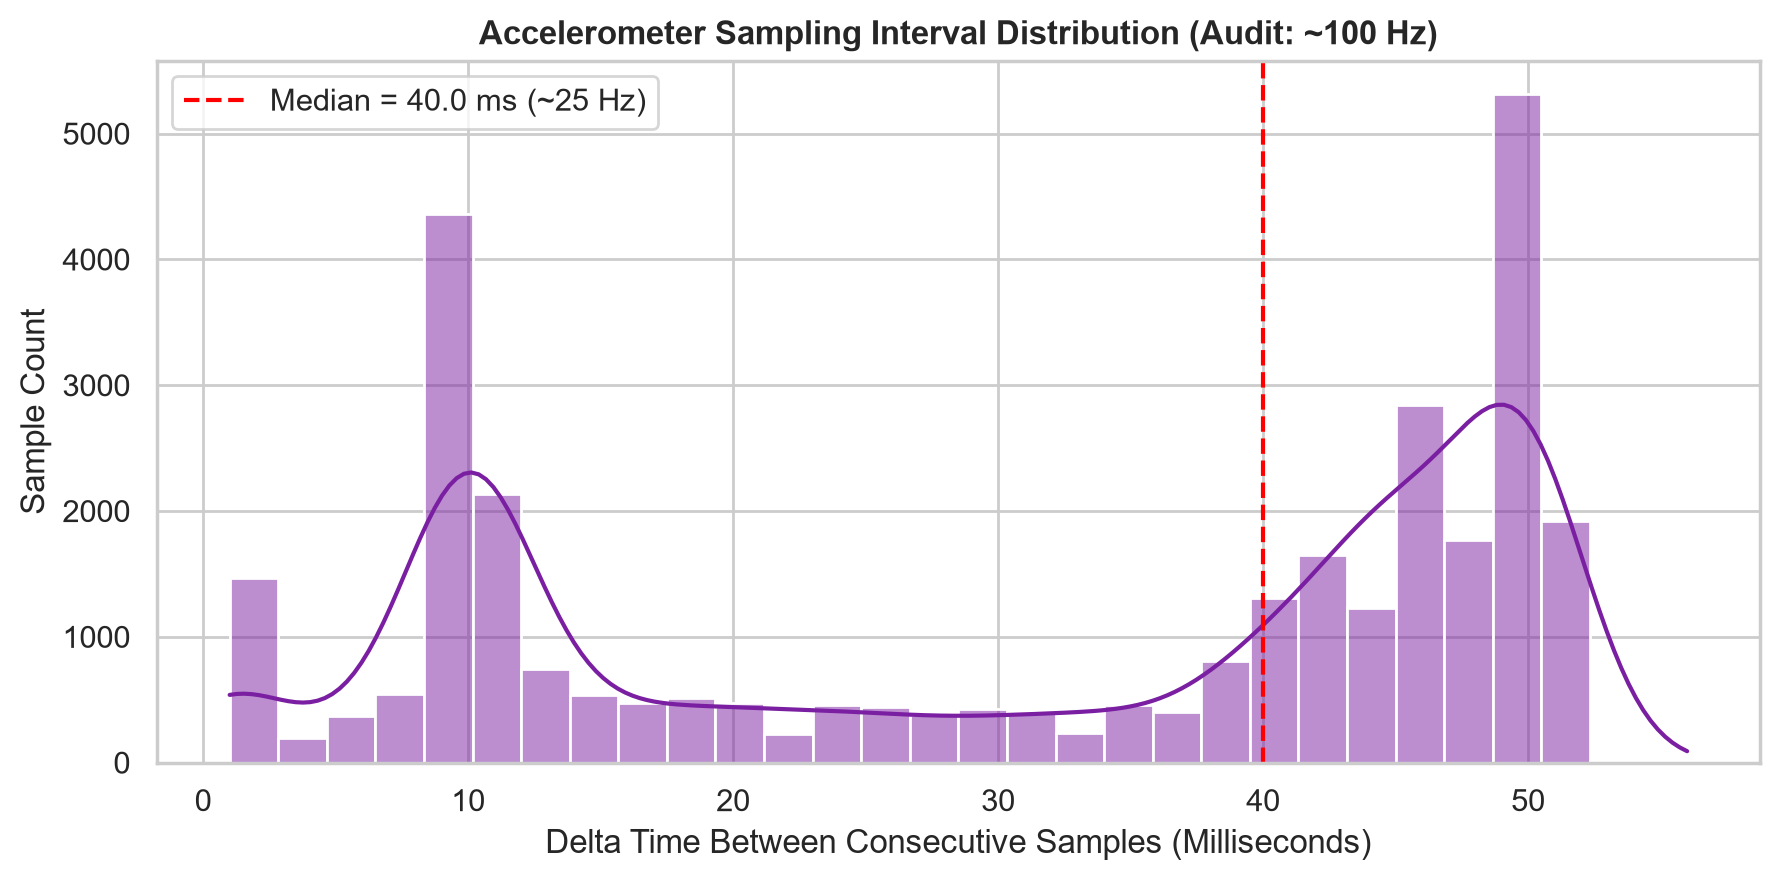 Accelerometer Sampling Interval Distribution (Audit: ~100 Hz)
Median = 40.0 ms (~25 Hz)
Sample Count
5000
4000
3000
2000
1000
0
0 10 20 30 40 50
Delta Time Between Consecutive Samples (Milliseconds)